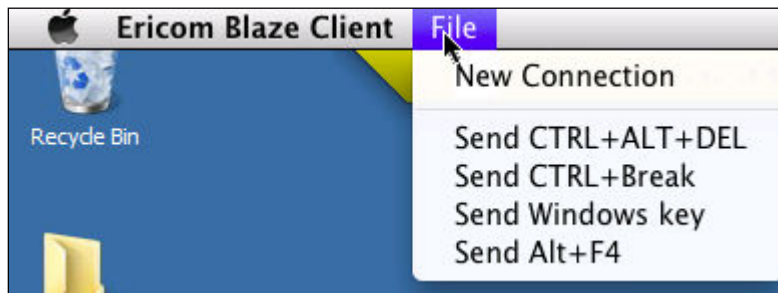 Ericom Blaze Client File
New Connection
Recycle Bin
Send CTRL+ALT+DEL
Send CTRL+Break
Send Windows key
Send Alt+F4